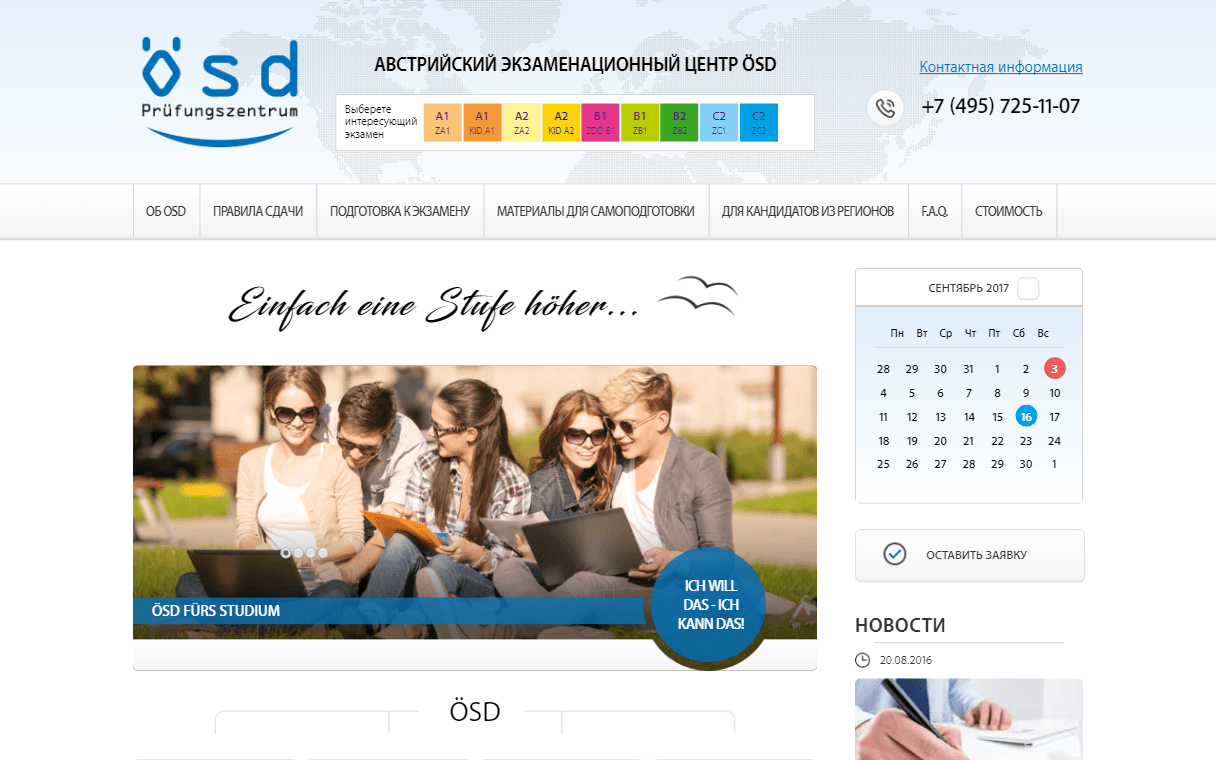 ösd
Prüfungszentrum
АВСТРИЙСКИЙ ЭКЗАМЕНАЦИОННЫЙ ЦЕНТР ÖSD
Выберете
интересующий
экзамен
A1 A1 A2 A2 B1 B1 B2 C2 C2
ZA1 KID A1 ZA2 KID A2 ZDÖ B1 ZB1 ZB2 ZC1 ZC2
Контактная информация
+7 (495) 725-11-07
ОБ OSD ПРАВИЛА СДАЧИ ПОДГОТОВКА К ЭКЗАМЕНУ МАТЕРИАЛЫ ДЛЯ САМОПОДГОТОВКИ ДЛЯ КАНДИДАТОВ ИЗ РЕГИОНОВ F.A.Q. СТОИМОСТЬ
Einfach eine Stufe höher...
ÖSD FÜRS STUDIUM
ICH WILL
DAS - ICH
KANN DAS!
ÖSD
СЕНТЯБРЬ 2017
Пн Вт Ср Чт Пт Сб Вс
28 29 30 31 1 2 3
4 5 6 7 8 9 10
11 12 13 14 15 16 17
18 19 20 21 22 23 24
25 26 27 28 29 30 1
ОСТАВИТЬ ЗАЯВКУ
НОВОСТИ
20.08.2016